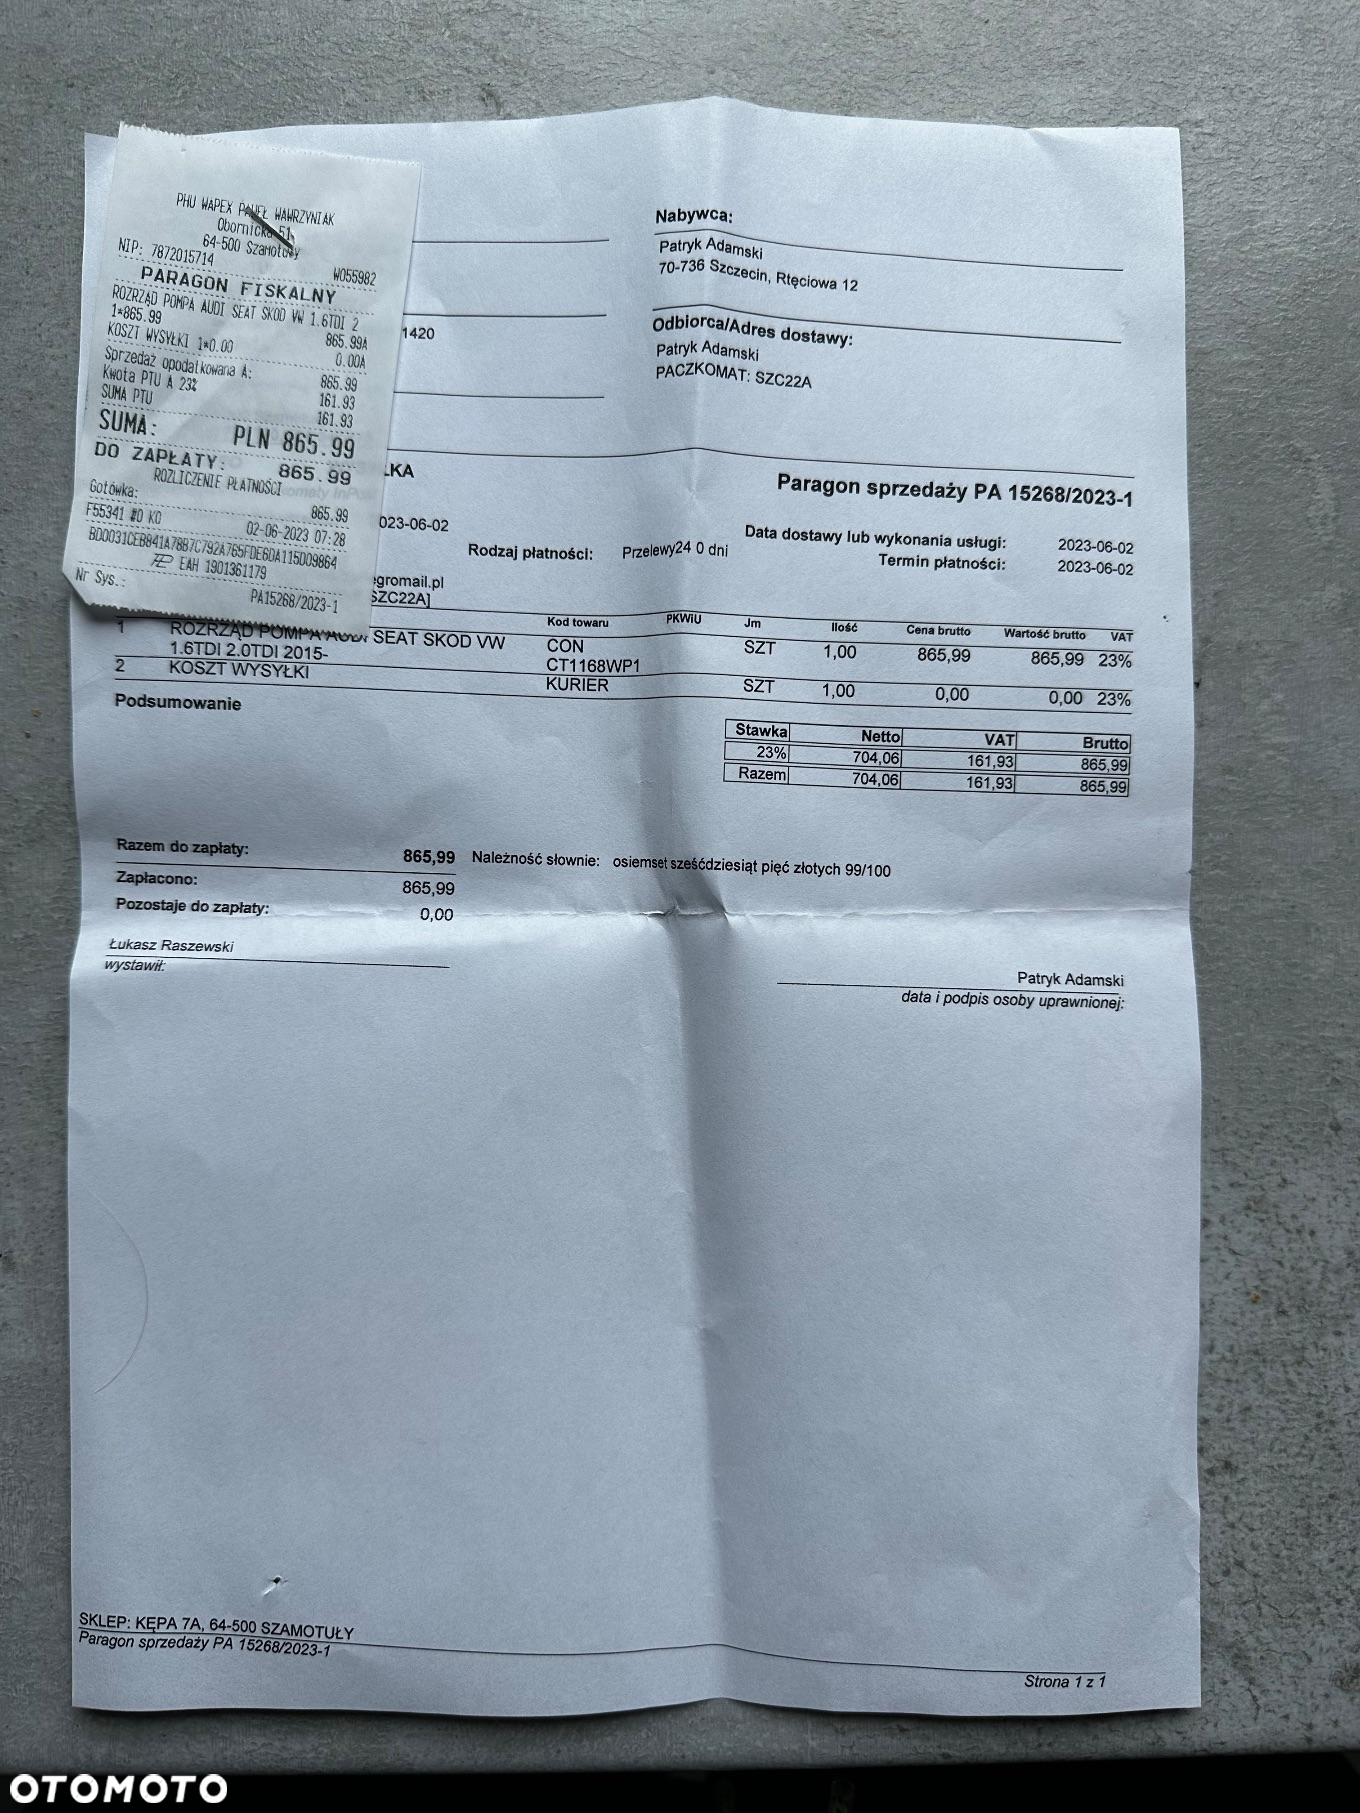 PHU WAPEX PAWEŁ WAWRZYNIAK
Obornicka 51
64-500 Szamotuły
NIP: 7872015714
W055982
PARAGON FISKALNY
ROZRZĄD POMPA AUDI SEAT SKOD VW 1.6TDI 2
1*865.99 865.99A
KOSZT WYSYŁKI 1*0.00 0.00A
Sprzedaż opodatkowana A: 865.99
Kwota PTU A 23% 161.93
SUMA PTU 161.93
SUMA: PLN 865.99
DO ZAPŁATY: 865.99
ROZLICZENIE PŁATNOŚCI
Gotówka: 865.99
F55341 #0 K0 02-06-2023 07:28
EAH 1901361179
Nr Sys.: PA15268/2023-1
Nabywca:
Patryk Adamski
70-736 Szczecin, Rtęciowa 12
1420
Odbiorca/Adres dostawy:
Patryk Adamski
PACZKOMAT: SZC22A
ŁKA
Paragon sprzedaży PA 15268/2023-1
023-06-02
Data dostawy lub wykonania usługi: 2023-06-02
Rodzaj płatności: Przelewy24 0 dni
Termin płatności: 2023-06-02
egromail.pl
SZC22A]
Kod towaru PKWiU Jm Ilość Cena brutto Wartość brutto VAT
1 ROZRZĄD POMPA AUDI SEAT SKOD VW CON SZT 1,00 865,99 865,99 23%
1.6TDI 2.0TDI 2015- CT1168WP1
2 KOSZT WYSYŁKI KURIER SZT 1,00 0,00 0,00 23%
Podsumowanie
Stawka Netto VAT Brutto
23% 704,06 161,93 865,99
Razem 704,06 161,93 865,99
Razem do zapłaty: 865,99 Należność słownie: osiemset sześćdziesiąt pięć złotych 99/100
Zapłacono: 865,99
Pozostaje do zapłaty: 0,00
Łukasz Raszewski
wystawił:
Patryk Adamski
data i podpis osoby uprawnionej:
SKLEP: KĘPA 7A, 64-500 SZAMOTUŁY
Paragon sprzedaży PA 15268/2023-1
Strona 1 z 1
OTOMOTO